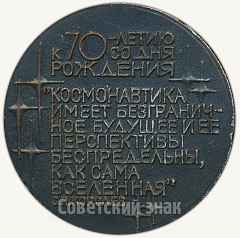 К 70-ЛЕТИЮ
СО ДНЯ
РОЖДЕНИЯ
"КОСМОНАВТИКА
ИМЕЕТ БЕЗГРАНИЧ-
НОЕ БУДУЩЕЕ И ЕЕ
ПЕРСПЕКТИВЫ
БЕСПРЕДЕЛЬНЫ,
КАК САМА
ВСЕЛЕННАЯ"
Советский знак